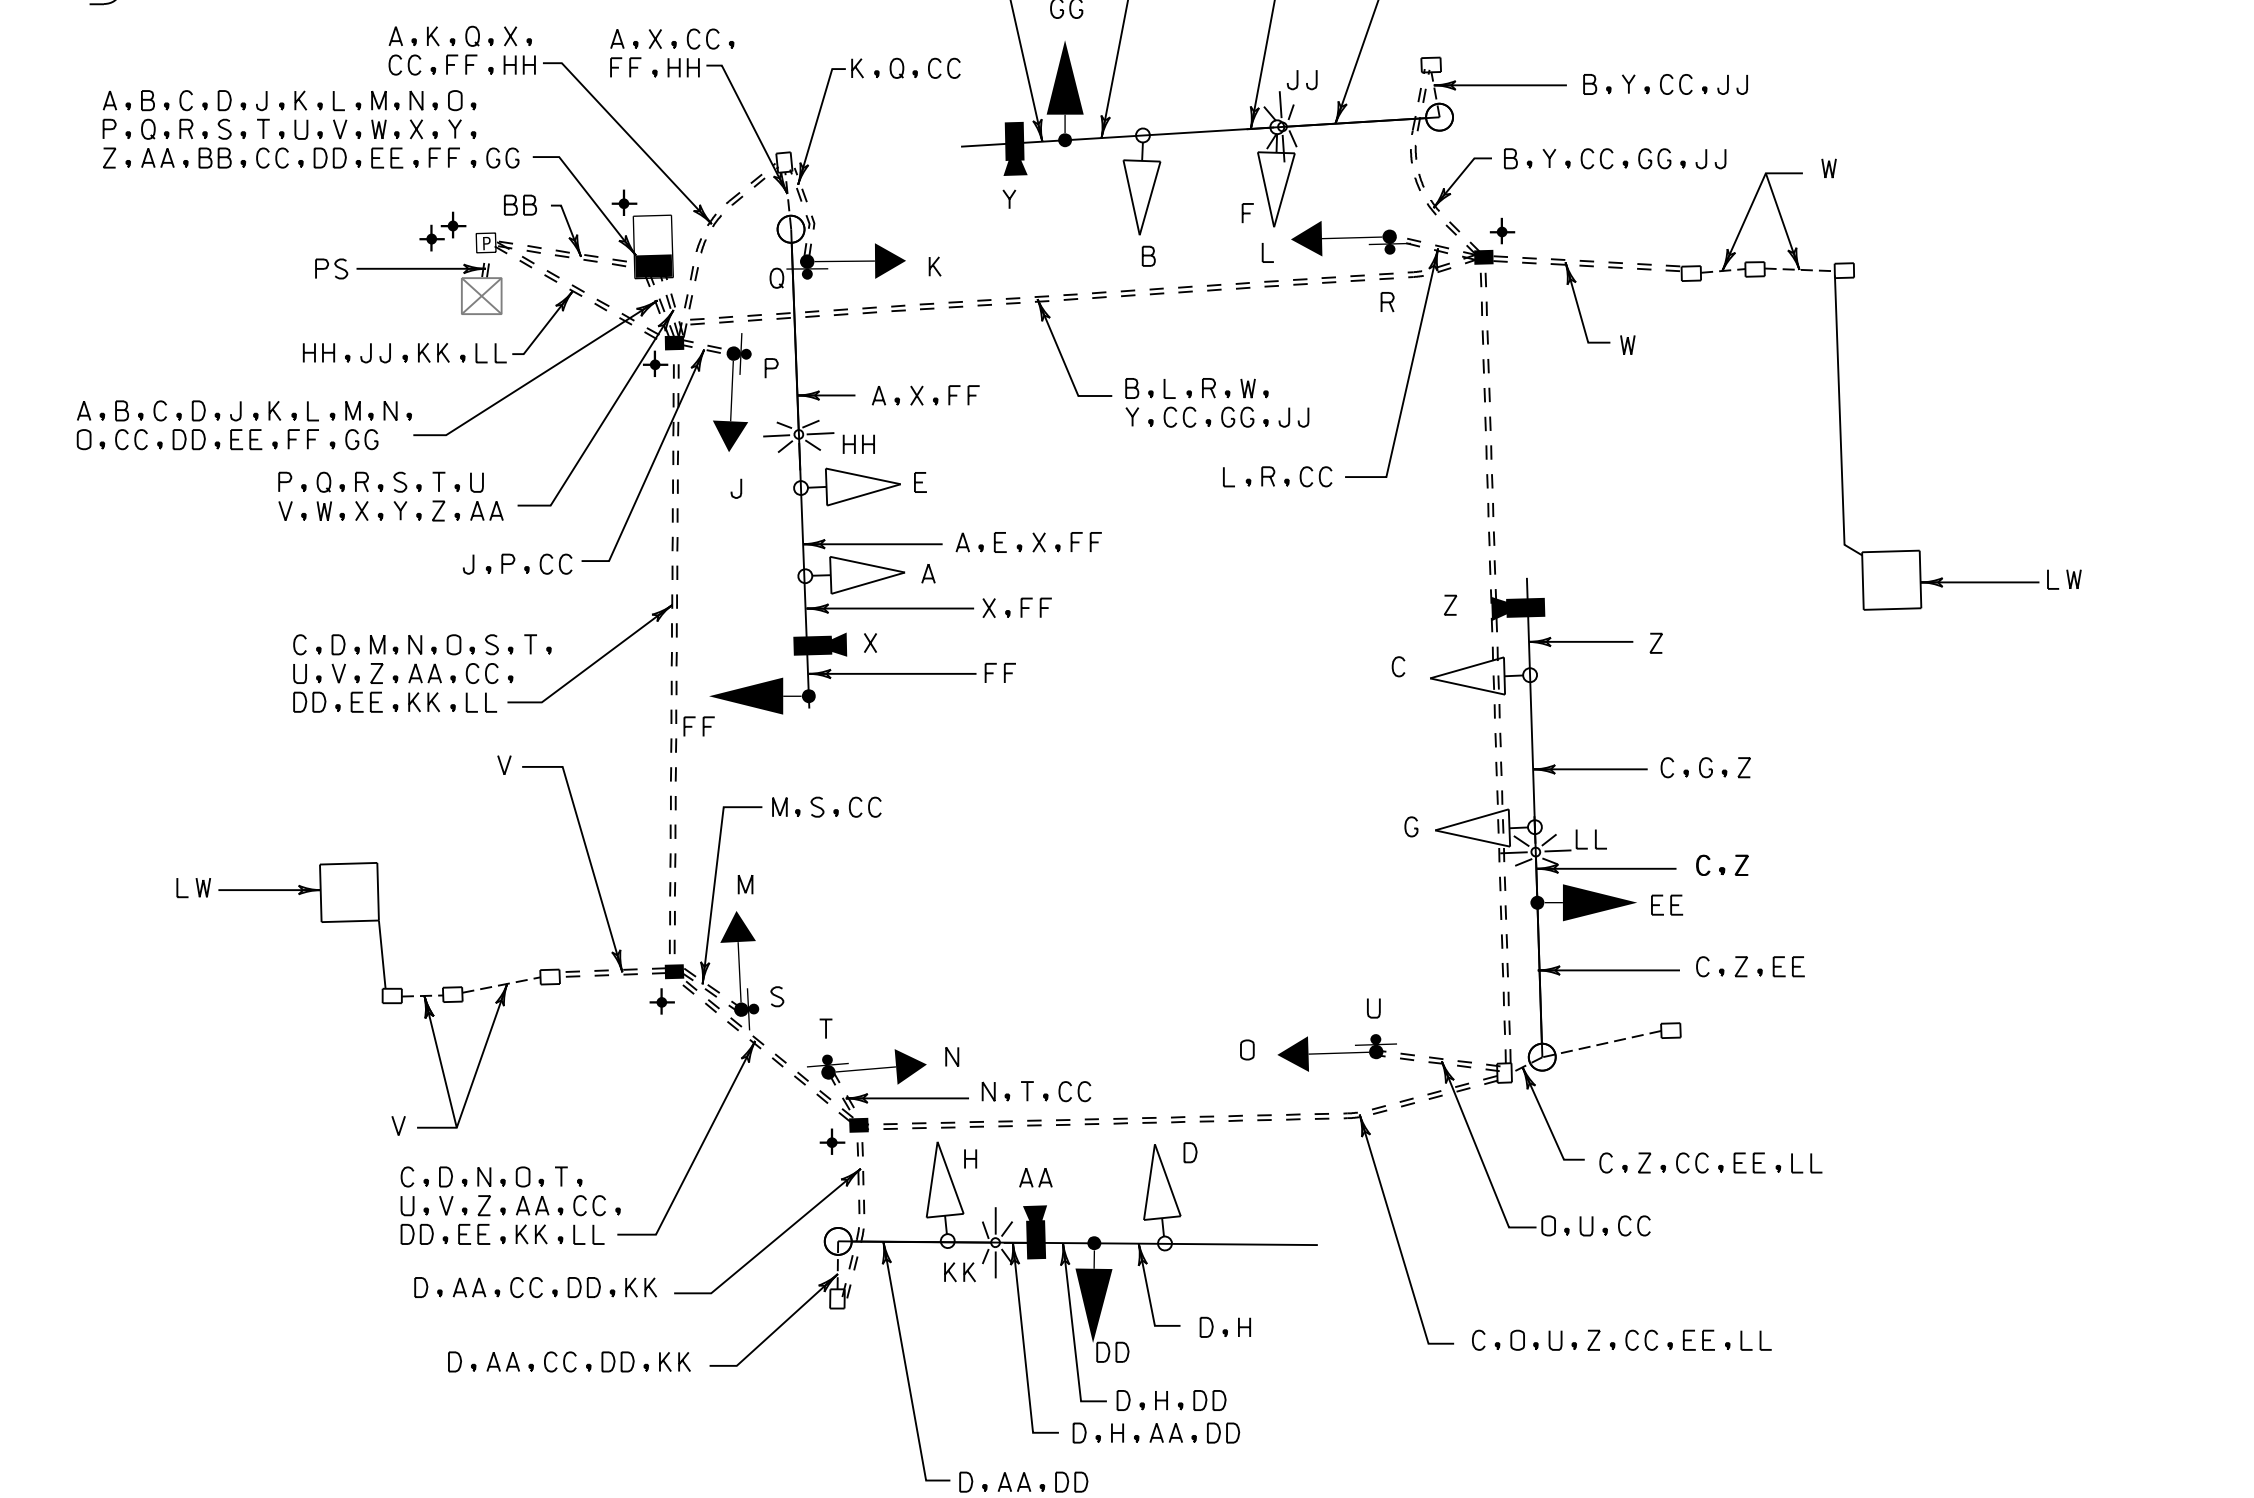 GG
A,K,Q,X,
CC,FF,HH
A,X,CC,
FF,HH
K,Q,CC
JJ
B,Y,CC,JJ
A,B,C,D,J,K,L,M,N,O,
P,Q,R,S,T,U,V,W,X,Y,
Z,AA,BB,CC,DD,EE,FF,GG
Y
B
F
B,Y,CC,GG,JJ
W
BB
P
PS
Q
K
L
R
W
HH,JJ,KK,LL
P
A,X,FF
B,L,R,W,
Y,CC,GG,JJ
A,B,C,D,J,K,L,M,N,
O,CC,DD,EE,FF,GG
HH
L,R,CC
P,Q,R,S,T,U
V,W,X,Y,Z,AA
J
E
J,P,CC
A,E,X,FF
A
X,FF
Z
LW
C,D,M,N,O,S,T,
U,V,Z,AA,CC,
DD,EE,KK,LL
X
FF
Z
C
FF
V
C,G,Z
M,S,CC
G
LL
C,Z
LW
M
EE
S
C,Z,EE
T
N
U
O
N,T,CC
V
C,D,N,O,T,
U,V,Z,AA,CC,
DD,EE,KK,LL
H
AA
D
C,Z,CC,EE,LL
O,U,CC
KK
D,AA,CC,DD,KK
DD
D,H
C,O,U,Z,CC,EE,LL
D,AA,CC,DD,KK
D,H,DD
D,H,AA,DD
D,AA,DD